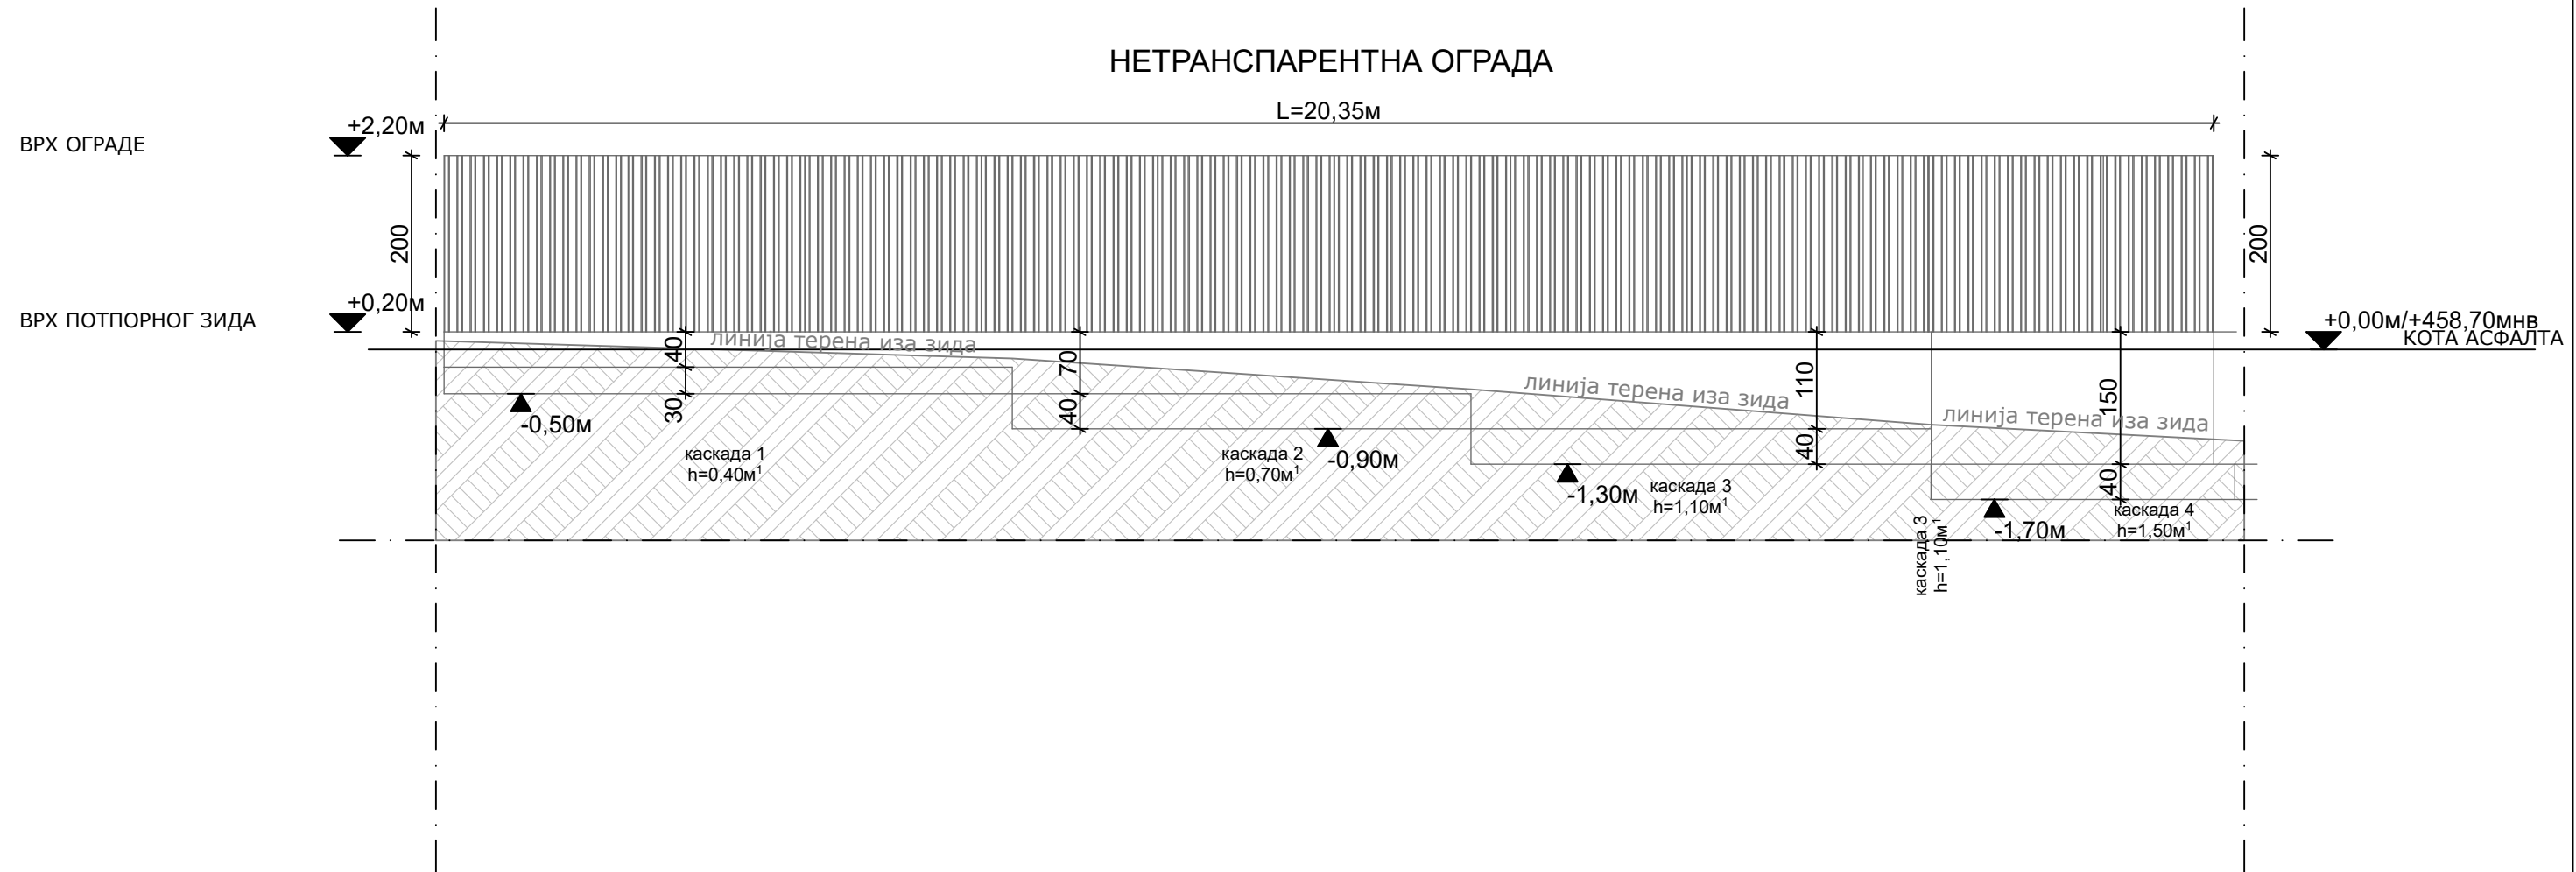 НЕТРАНСПАРЕНТНА ОГРАДА
L=20,35м
+2,20м
ВРХ ОГРАДЕ
200
200
+0,20м
ВРХ ПОТПОРНОГ ЗИДА
+0,00м/+458,70мнв
КОТА АСФАЛТА
линија терена иза зида
40
30
70
40
линија терена иза зида
110
40
линија терена иза зида
150
40
-0,50м
каскада 1
h=0,40м¹
каскада 2
h=0,70м¹
-0,90м
-1,30м
каскада 3
h=1,10м¹
каскада 3
h=1,10м¹
-1,70м
каскада 4
h=1,50м¹